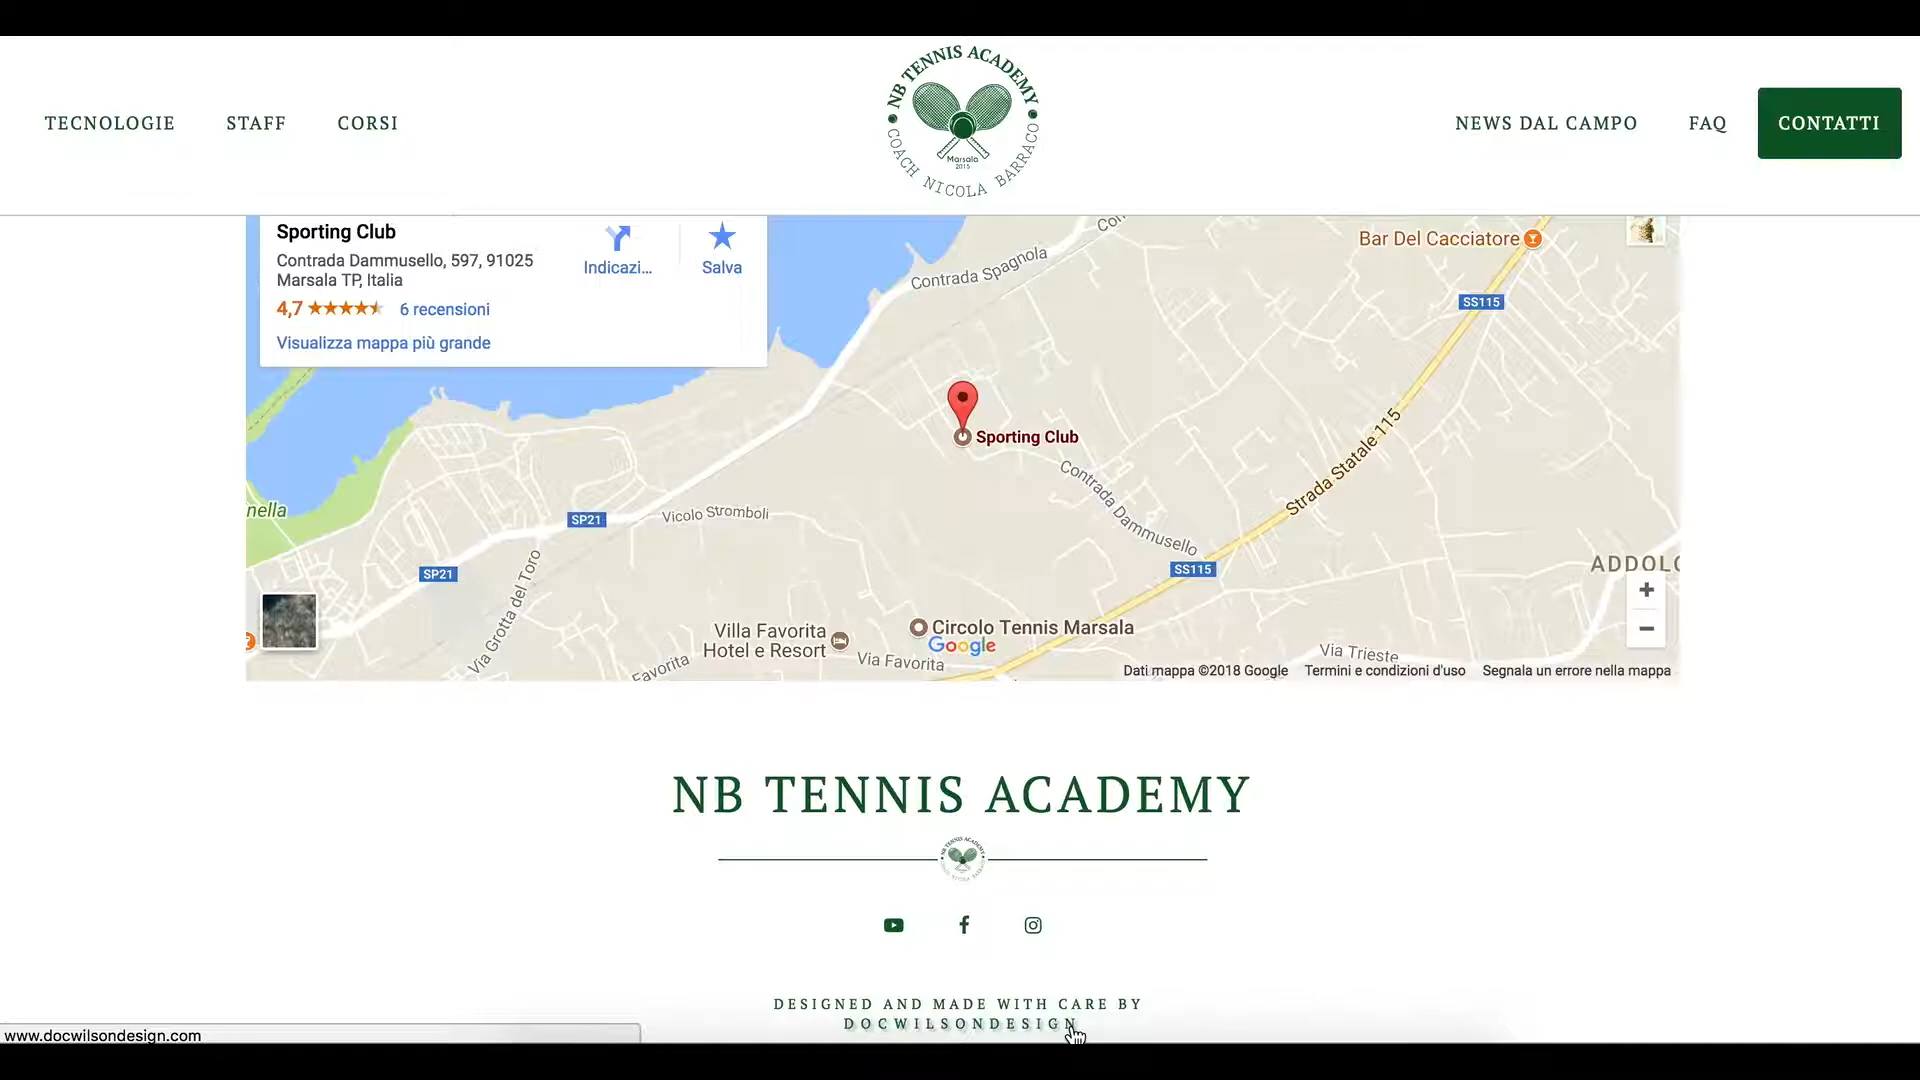 TECNOLOGIE STAFF CORSI
NB TENNIS ACADEMY
COACH NICOLA BARRACO
Marsala
2015
NEWS DAL CAMPO FAQ CONTATTI
Sporting Club
Contrada Dammusello, 597, 91025
Marsala TP, Italia
4,7 6 recensioni
Visualizza mappa più grande
Indicazi...
Salva
Contrada Spagnola
Bar Del Cacciatore
SS115
Sporting Club
Contrada Dammusello
Strada Statale 115
nella
SP21
Vicolo Stromboli
SP21
Via Grotta del Toro
SS115
ADDOLO
+
−
Villa Favorita
Hotel e Resort
Circolo Tennis Marsala
Google
Favorita
Via Favorita
Via Trieste
Dati mappa ©2018 Google Termini e condizioni d'uso Segnala un errore nella mappa
NB TENNIS ACADEMY
DESIGNED AND MADE WITH CARE BY
DOCWILSONDESIGN
www.docwilsondesign.com